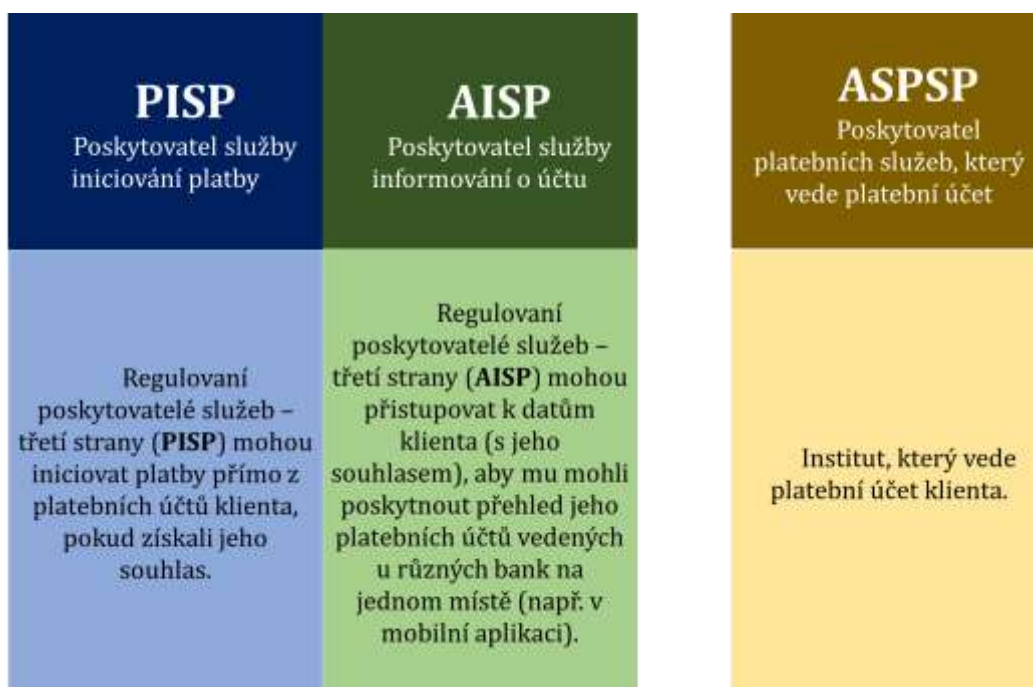 PISP
Poskytovatel služby
iniciování platby
Regulovaní
poskytovatelé služeb –
třetí strany (PISP) mohou
iniciovat platby přímo z
platebních účtů klienta,
pokud získali jeho
souhlas.
AISP
Poskytovatel služby
informování o účtu
Regulovaní
poskytovatelé služeb –
třetí strany (AISP) mohou
přistupovat k datům
klienta (s jeho
souhlasem), aby mu mohli
poskytnout přehled jeho
platebních účtů vedených
u různých bank na
jednom místě (např. v
mobilní aplikaci).
ASPSP
Poskytovatel
platebních služeb, který
vede platební účet
Institut, který vede
platební účet klienta.